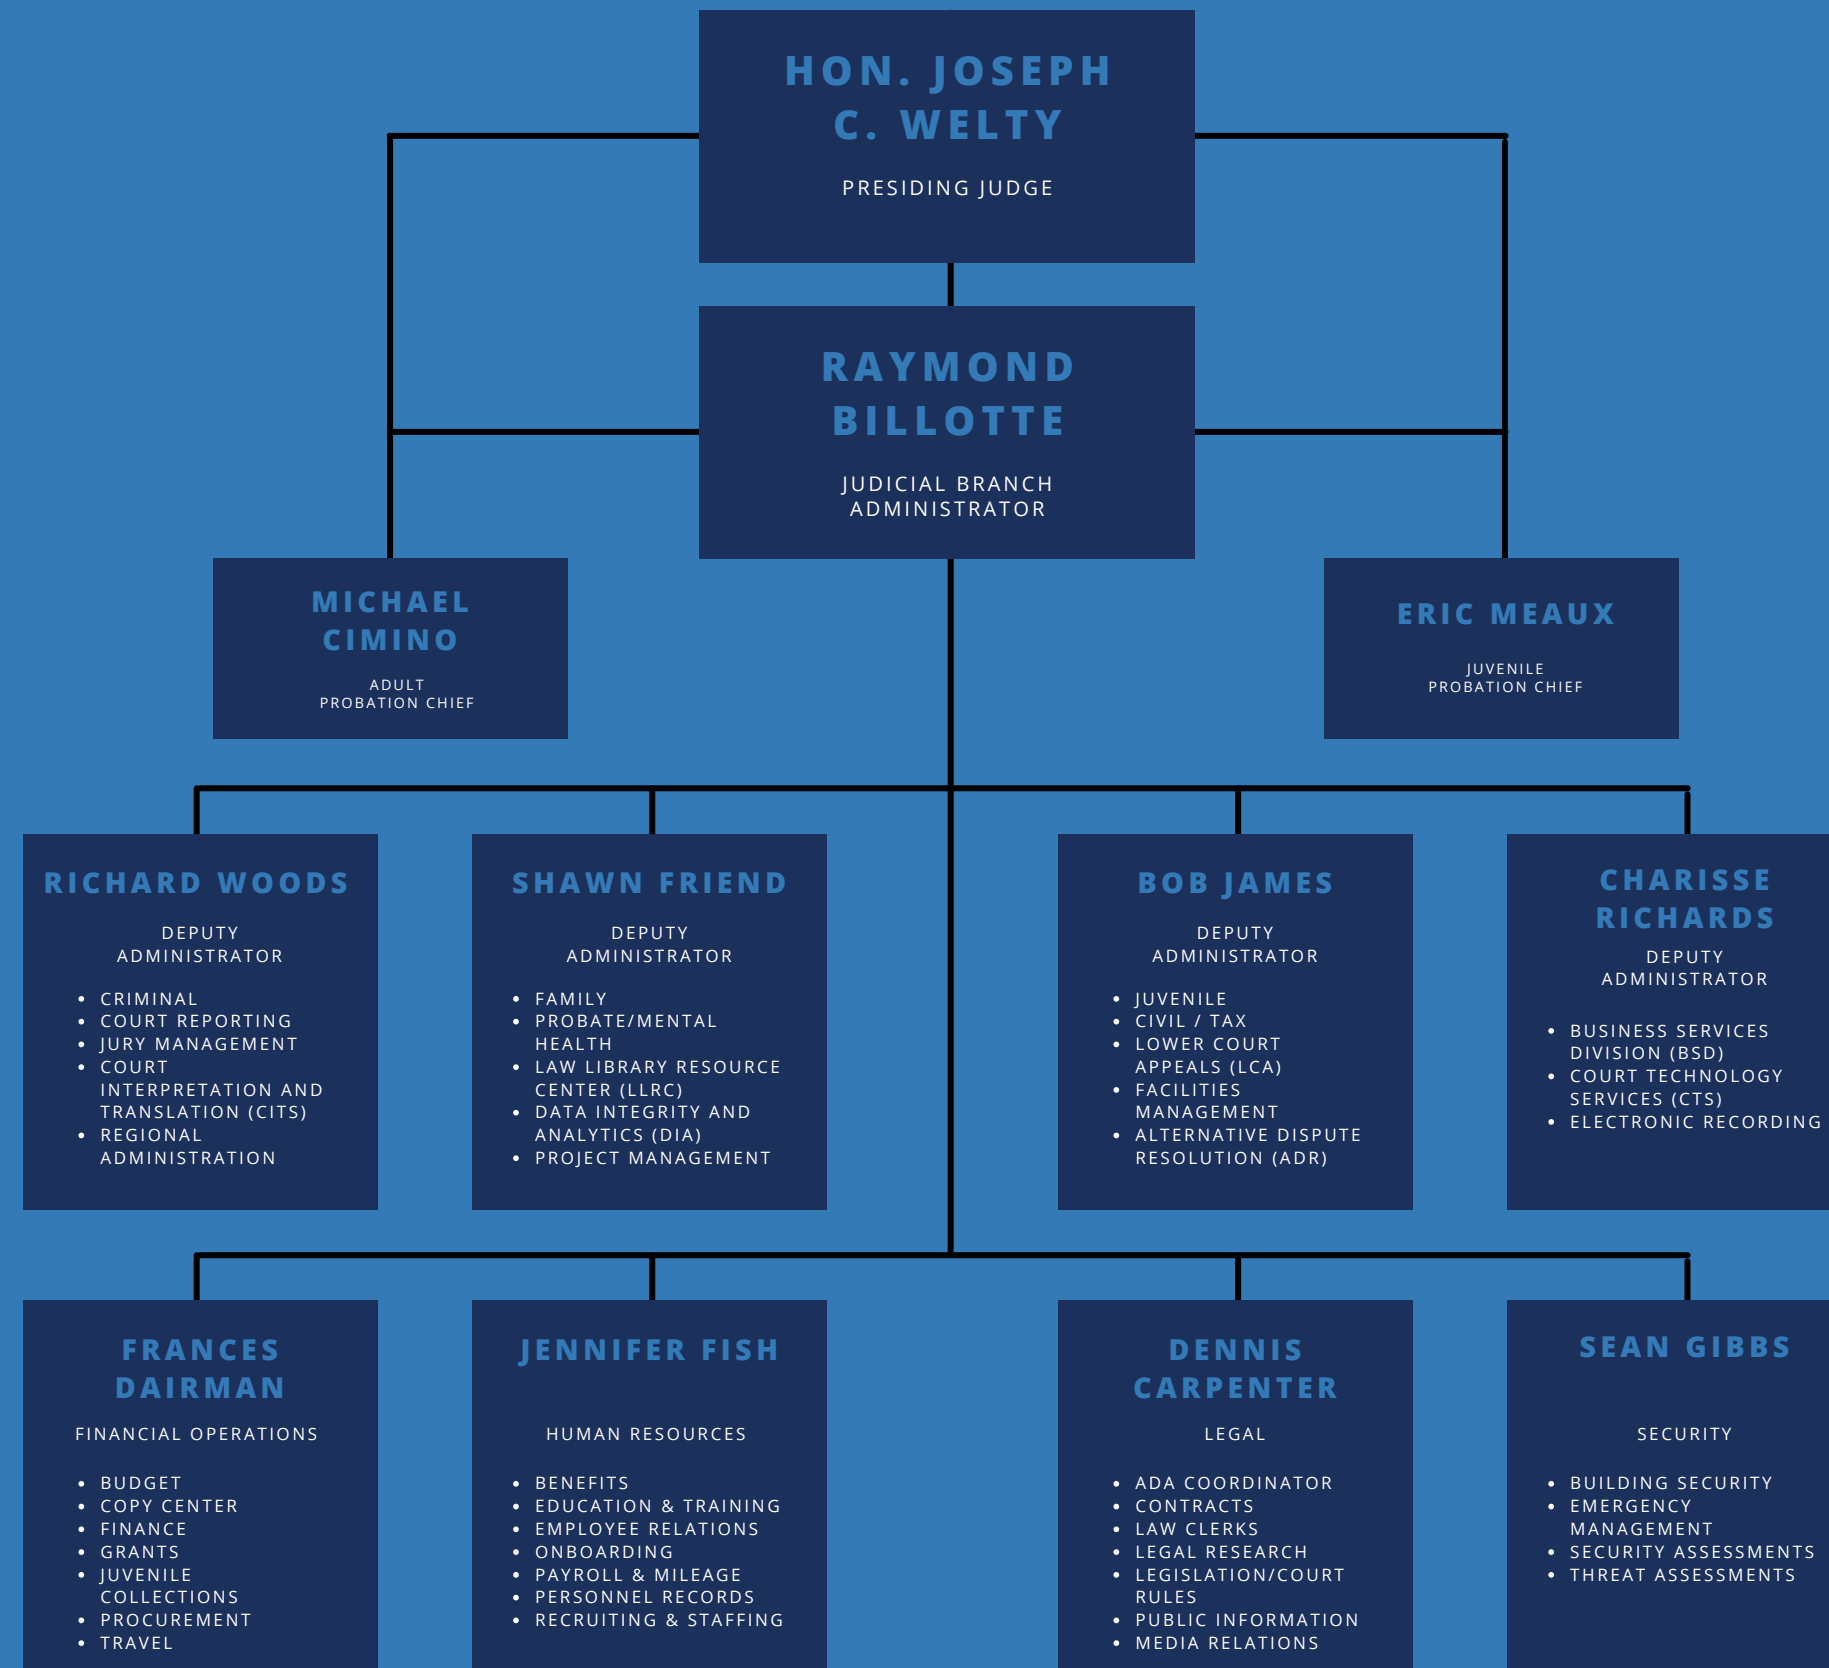 HON. JOSEPH
C. WELTY
PRESIDING JUDGE
RAYMOND
BILLOTTE
JUDICIAL BRANCH
ADMINISTRATOR
MICHAEL
CIMINO
ADULT
PROBATION CHIEF
ERIC MEAUX
JUVENILE
PROBATION CHIEF
RICHARD WOODS
DEPUTY
ADMINISTRATOR
• CRIMINAL
• COURT REPORTING
• JURY MANAGEMENT
• COURT
INTERPRETATION AND
TRANSLATION (CITS)
• REGIONAL
ADMINISTRATION
SHAWN FRIEND
DEPUTY
ADMINISTRATOR
• FAMILY
• PROBATE/MENTAL
HEALTH
• LAW LIBRARY RESOURCE
CENTER (LLRC)
• DATA INTEGRITY AND
ANALYTICS (DIA)
• PROJECT MANAGEMENT
BOB JAMES
DEPUTY
ADMINISTRATOR
• JUVENILE
• CIVIL / TAX
• LOWER COURT
APPEALS (LCA)
• FACILITIES
MANAGEMENT
• ALTERNATIVE DISPUTE
RESOLUTION (ADR)
CHARISSE
RICHARDS
DEPUTY
ADMINISTRATOR
• BUSINESS SERVICES
DIVISION (BSD)
• COURT TECHNOLOGY
SERVICES (CTS)
• ELECTRONIC RECORDING
FRANCES
DAIRMAN
FINANCIAL OPERATIONS
• BUDGET
• COPY CENTER
• FINANCE
• GRANTS
• JUVENILE
COLLECTIONS
• PROCUREMENT
• TRAVEL
JENNIFER FISH
HUMAN RESOURCES
• BENEFITS
• EDUCATION & TRAINING
• EMPLOYEE RELATIONS
• ONBOARDING
• PAYROLL & MILEAGE
• PERSONNEL RECORDS
• RECRUITING & STAFFING
DENNIS
CARPENTER
LEGAL
• ADA COORDINATOR
• CONTRACTS
• LAW CLERKS
• LEGAL RESEARCH
• LEGISLATION/COURT
RULES
• PUBLIC INFORMATION
• MEDIA RELATIONS
SEAN GIBBS
SECURITY
• BUILDING SECURITY
• EMERGENCY
MANAGEMENT
• SECURITY ASSESSMENTS
• THREAT ASSESSMENTS